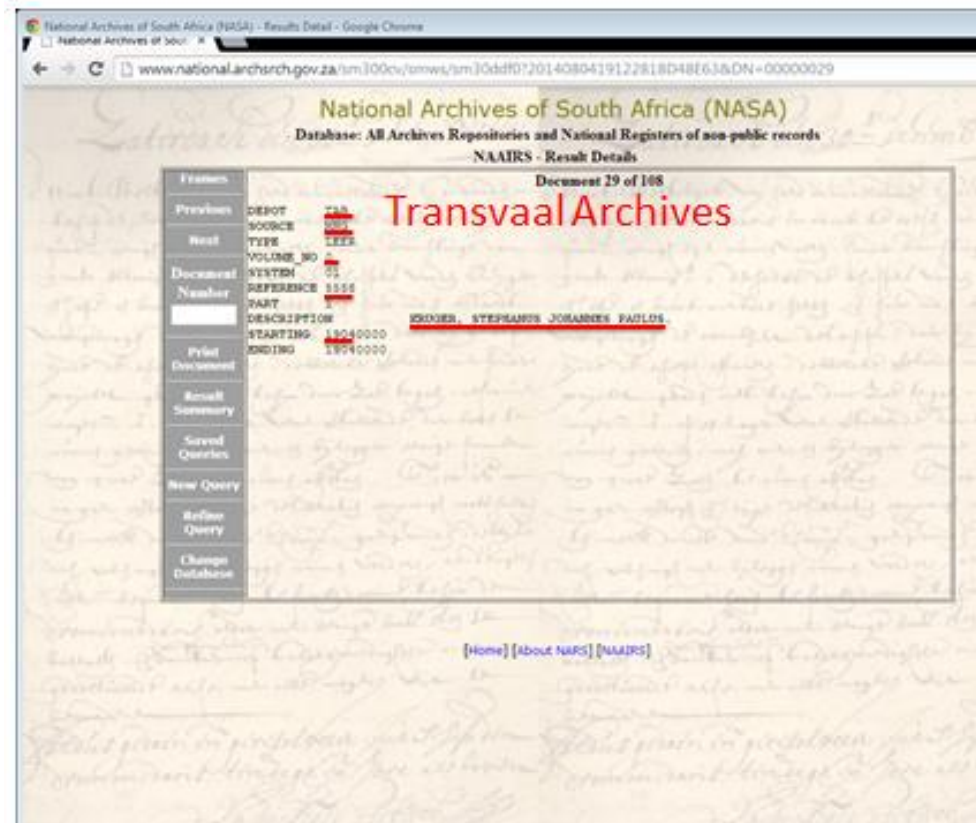 National Archives of South Africa (NASA) - Results Detail - Google Chrome
National Archives of Sout ×
www.national.archsrch.gov.za/sm300cv/smws/sm30ddf0?2014080419122818D48E63&DN=00000029
National Archives of South Africa (NASA)
Database: All Archives Repositories and National Registers of non-public records
NAAIRS - Result Details
Document 29 of 108
Transvaal Archives
Frames
Previous
Next
Document Number
Print Document
Result Summary
Saved Queries
New Query
Refine Query
Change Database
DEPOT TAB
SOURCE
TYPE LEER
VOLUME_NO 0
SYSTEM 01
REFERENCE
PART 1
DESCRIPTION KRUGER, STEPHANUS JOHANNES PAULUS.
STARTING 19040000
ENDING 19040000
[Home] [About NARS] [NAAIRS]